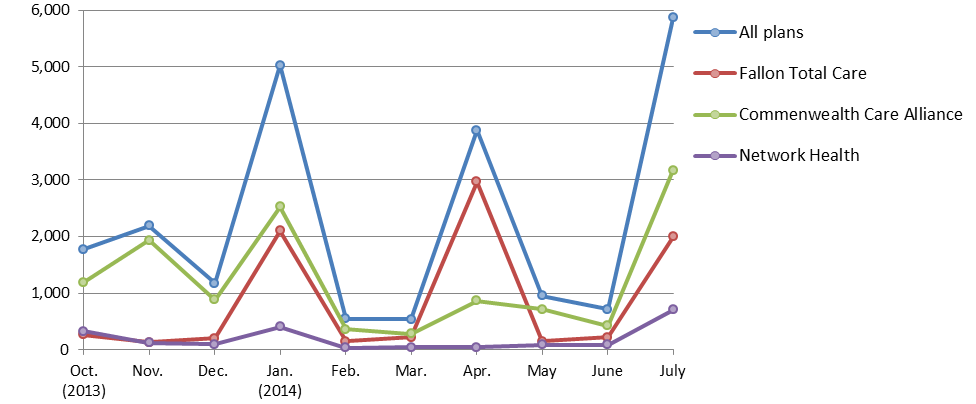 6,000
5,000
4,000
3,000
2,000
1,000
0
Oct. Nov. Dec. Jan. Feb. Mar. Apr. May June July
(2013) (2014)
All plans
Fallon Total Care
Commenwealth Care Alliance
Network Health